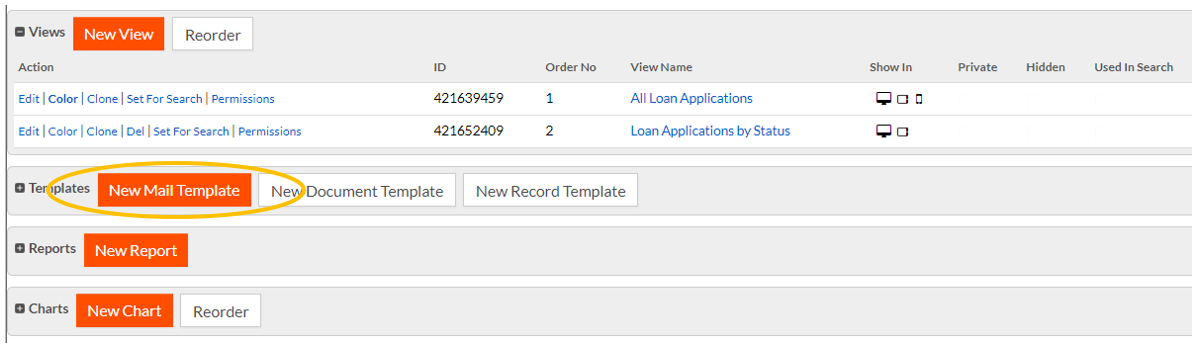 Views New View Reorder
Action ID Order No View Name Show In Private Hidden Used In Search
Edit | Color | Clone | Set For Search | Permissions 421639459 1 All Loan Applications
Edit | Color | Clone | Del | Set For Search | Permissions 421652409 2 Loan Applications by Status
Templates New Mail Template New Document Template New Record Template
Reports New Report
Charts New Chart Reorder